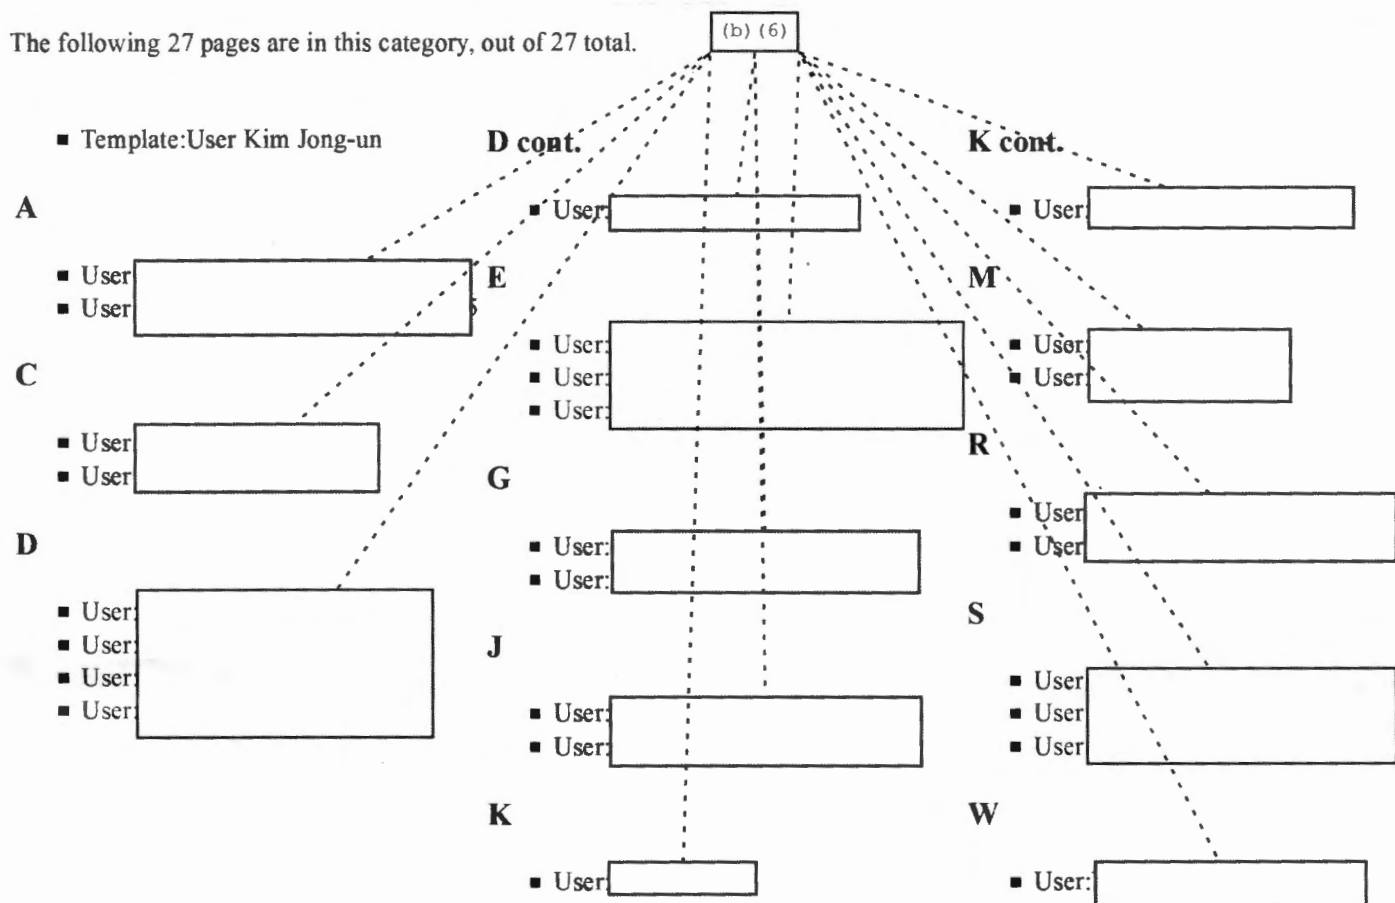 (b) (6)
The following 27 pages are in this category, out of 27 total.
■ Template:User Kim Jong-un
A
■ User
■ User
C
■ User
■ User
D
■ User:
■ User:
■ User:
■ User:
D cont.
■ User:
E
■ User:
■ User:
■ User:
G
■ User:
■ User:
J
■ User:
■ User:
K
■ User:
K cont.
■ User:
M
■ User:
■ User:
R
■ User
■ User
S
■ User
■ User
■ User
W
■ User: